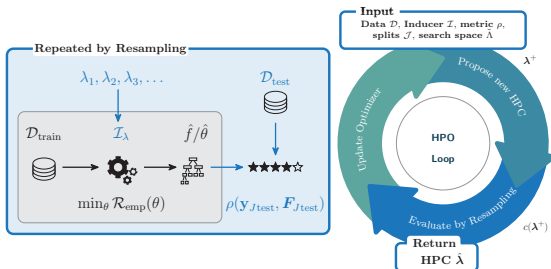 Repeated by Resampling
λ₁, λ₂, λ₃, . . .
𝒟test
𝒟train
ℐλ
f̂/θ̂
minθ ℛemp(θ)
ρ(yJtest, FJtest)
Input
Data 𝒟, Inducer ℐ, metric ρ,
splits 𝒥, search space Λ̃
Propose new HPC
λ⁺
Update Optimizer
HPO
Loop
Evaluate by Resampling
c(λ⁺)
Return
HPC λ̂